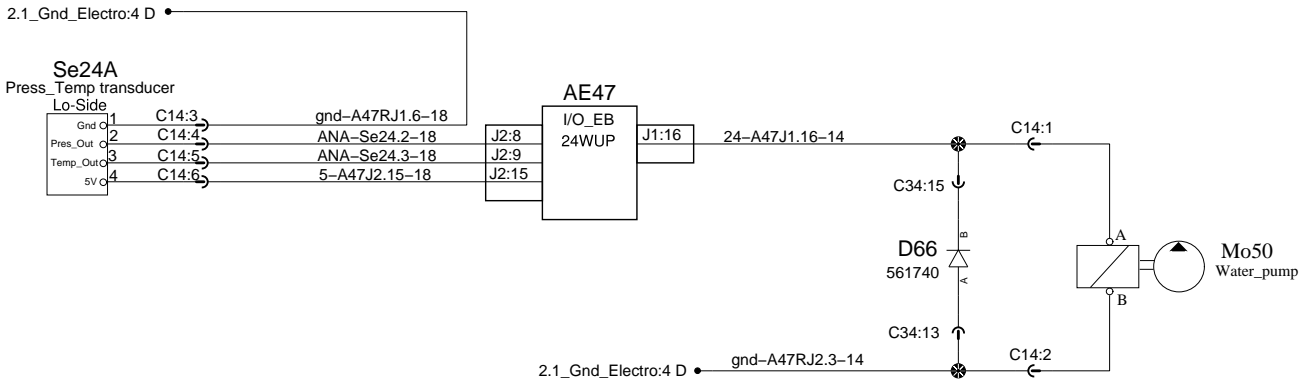 2.1_Gnd_Electro:4 D
Se24A
Press_Temp transducer
Lo-Side
Gnd 1 C14:3 gnd–A47RJ1.6–18
Pres_Out 2 C14:4 ANA–Se24.2–18 J2:8
Temp_Out 3 C14:5 ANA–Se24.3–18 J2:9
5V 4 C14:6 5–A47J2.15–18 J2:15
AE47
I/O_EB
24WUP
J1:16 24–A47J1.16–14 C14:1
C34:15
B
D66
561740
A
C34:13
A
B
Mo50
Water_pump
2.1_Gnd_Electro:4 D gnd–A47RJ2.3–14 C14:2